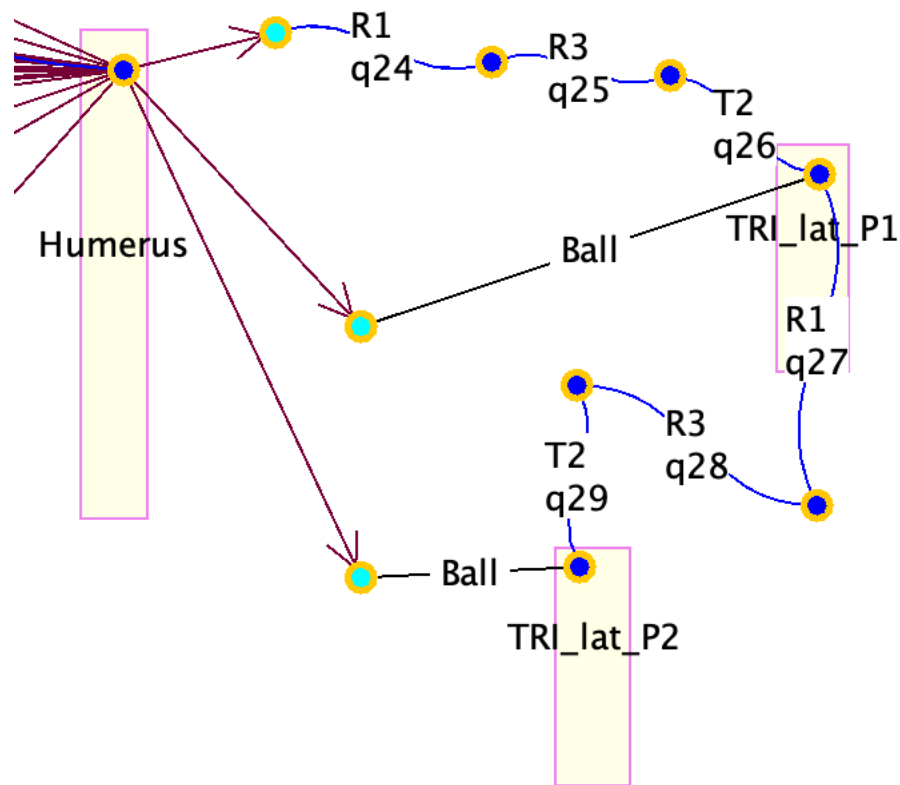 R1
q24
R3
q25
T2
q26
Humerus
TRI_lat_P1
Ball
R1
q27
R3
q28
T2
q29
Ball
TRI_lat_P2